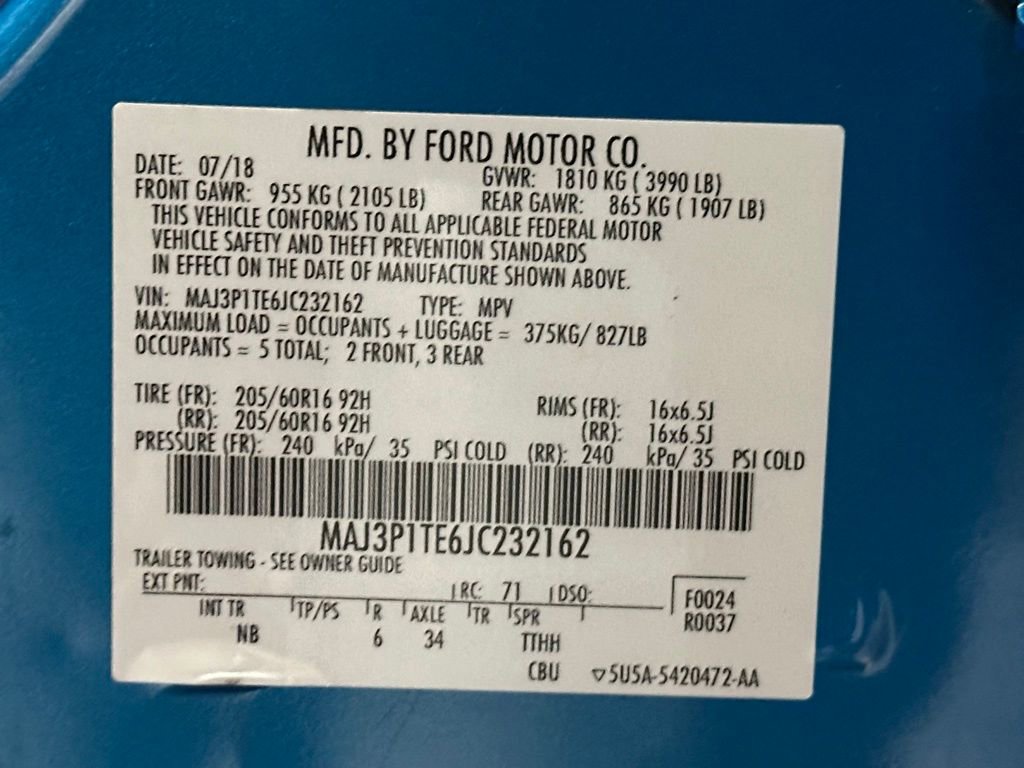 MFD. BY FORD MOTOR CO.
DATE: 07/18 GVWR: 1810 KG ( 3990 LB)
FRONT GAWR: 955 KG ( 2105 LB) REAR GAWR: 865 KG ( 1907 LB)
THIS VEHICLE CONFORMS TO ALL APPLICABLE FEDERAL MOTOR
VEHICLE SAFETY AND THEFT PREVENTION STANDARDS
IN EFFECT ON THE DATE OF MANUFACTURE SHOWN ABOVE.
VIN: MAJ3P1TE6JC232162 TYPE: MPV
MAXIMUM LOAD = OCCUPANTS + LUGGAGE = 375KG/ 827LB
OCCUPANTS = 5 TOTAL; 2 FRONT, 3 REAR
TIRE (FR): 205/60R16 92H RIMS (FR): 16x6.5J
(RR): 205/60R16 92H (RR): 16x6.5J
PRESSURE (FR): 240 kPa/ 35 PSI COLD (RR): 240 kPa/ 35 PSI COLD
MAJ3P1TE6JC232162
TRAILER TOWING - SEE OWNER GUIDE
EXT PNT: RC: 71 DSO: F0024
INT TR TP/PS R AXLE TR SPR R0037
NB 6 34 TTHH
CBU ▽5U5A-5420472-AA